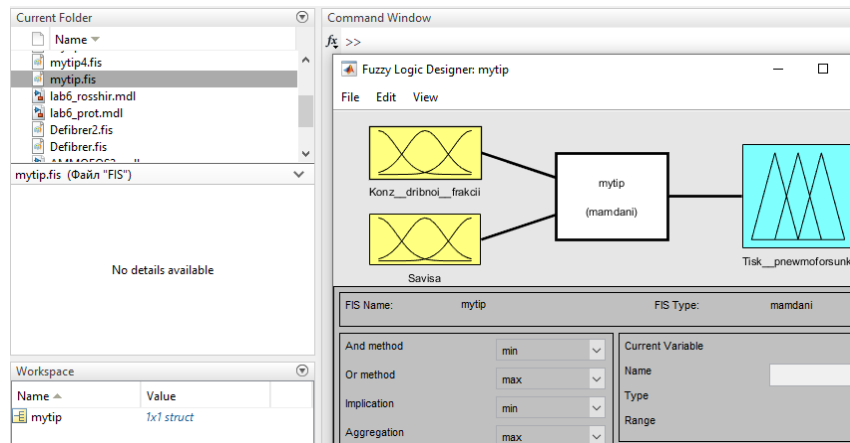 Current Folder
Name
mytip4.fis
mytip.fis
lab6_rosshir.mdl
lab6_prot.mdl
Defibrer2.fis
Defibrer.fis
mytip.fis (Файл "FIS")
No details available
Workspace
Name
Value
mytip
1x1 struct
Command Window
fx >>
Fuzzy Logic Designer: mytip
File Edit View
Konz__dribnoi__frakcii
mytip
(mamdani)
Savisa
Tisk__pnewmoforsunk
FIS Name: mytip FIS Type: mamdani
And method min
Or method max
Implication min
Aggregation max
Current Variable
Name
Type
Range